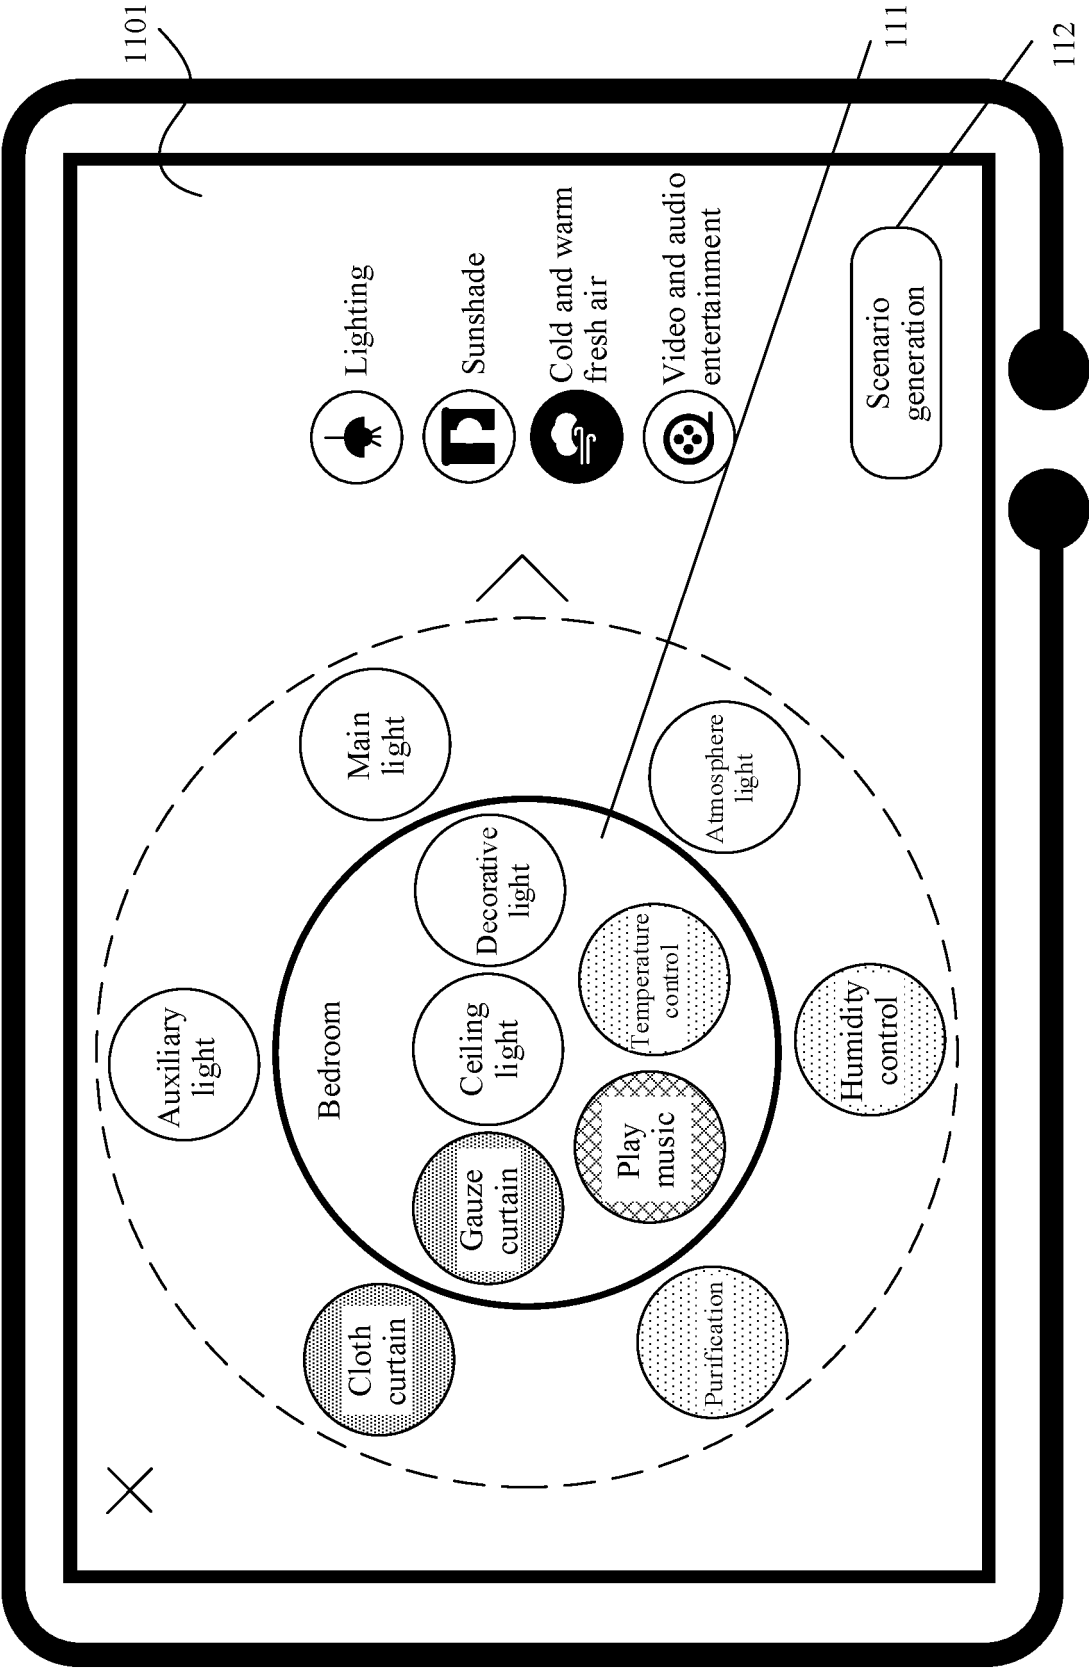 1101
111
112
Auxiliary
light
Main
light
Bedroom
Cloth
curtain
Gauze
curtain
Ceiling
light
Decorative
light
Play
music
Temperature
control
Purification
Humidity
control
Atmosphere
light
Lighting
Sunshade
Cold and warm
fresh air
Video and audio
entertainment
Scenario
generation